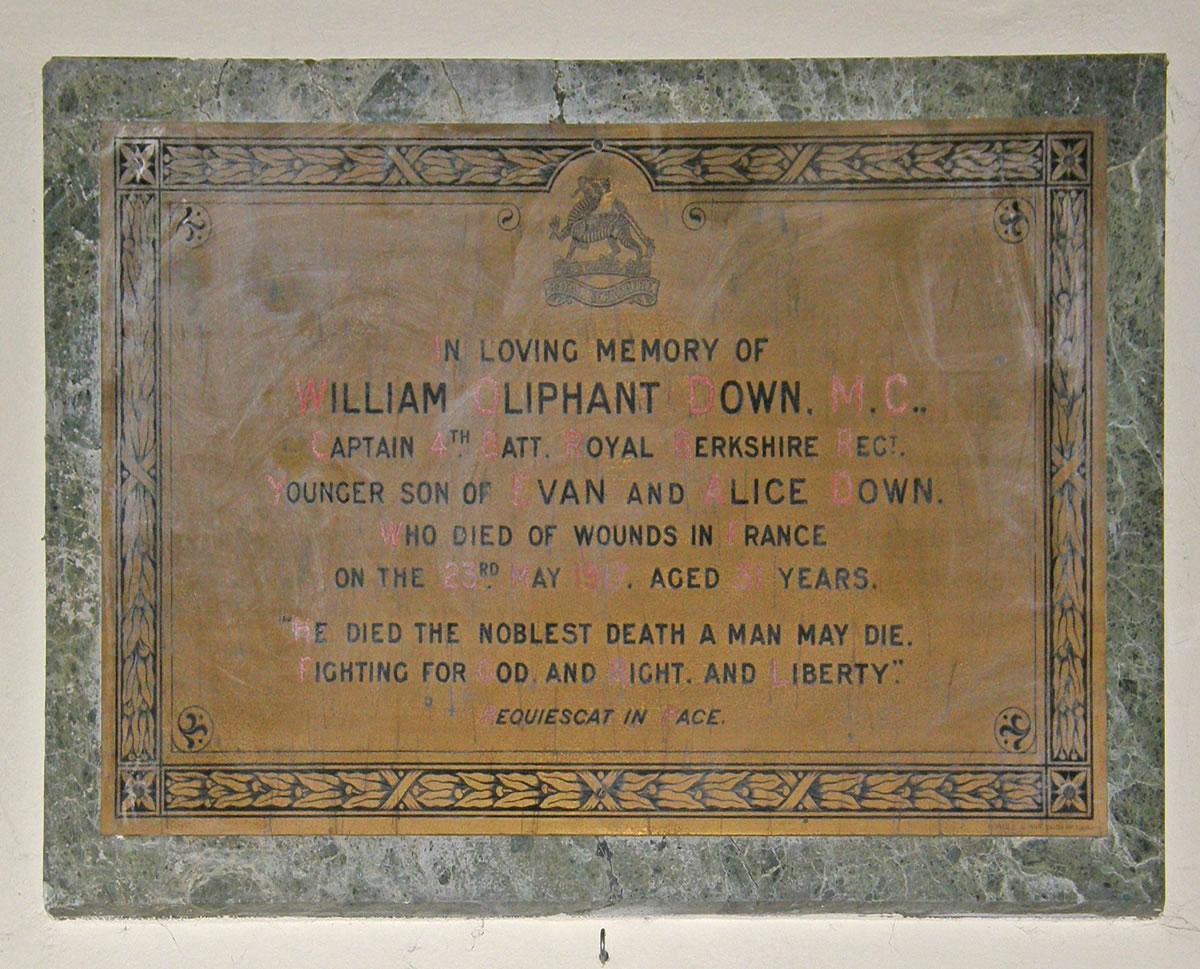 IN LOVING MEMORY OF
WILLIAM OLIPHANT DOWN. M.C.,
CAPTAIN 4TH. BATT. ROYAL BERKSHIRE REGT.
YOUNGER SON OF EVAN AND ALICE DOWN.
WHO DIED OF WOUNDS IN FRANCE
ON THE 23RD. MAY 1917. AGED 31 YEARS.
"HE DIED THE NOBLEST DEATH A MAN MAY DIE.
FIGHTING FOR GOD. AND RIGHT. AND LIBERTY".
REQUIESCAT IN PACE.